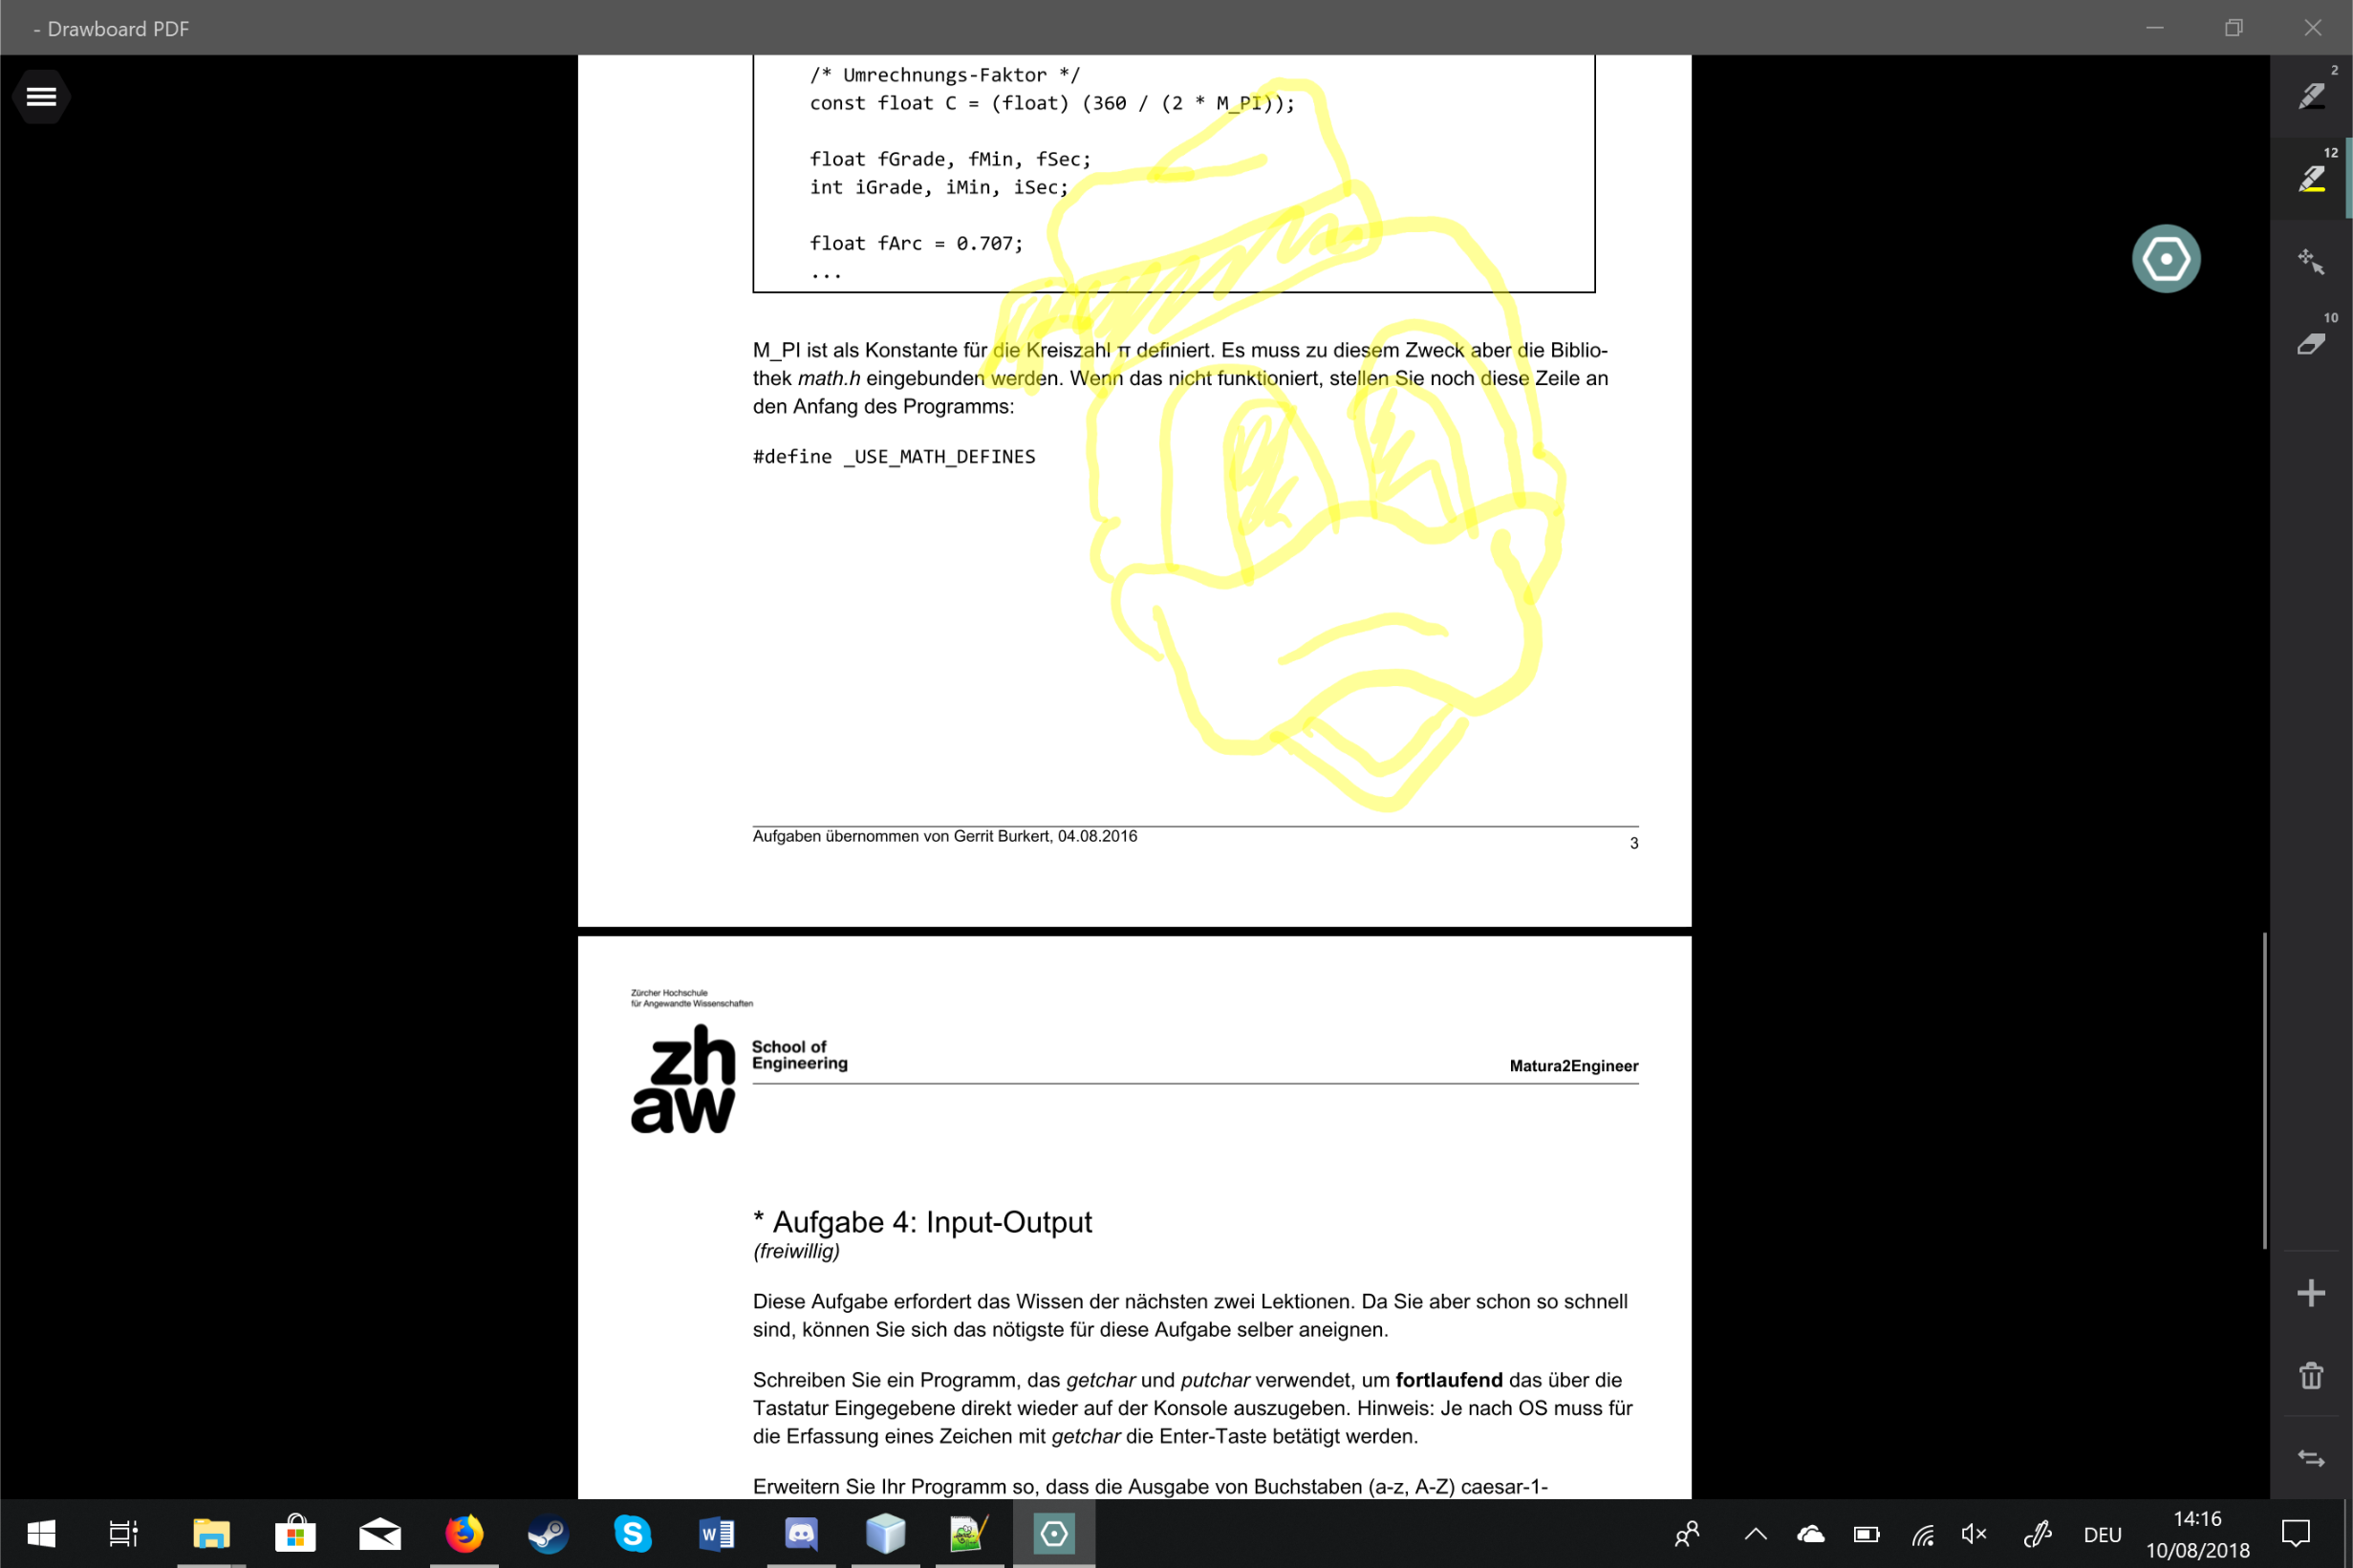 - Drawboard PDF
2
12
10
/* Umrechnungs-Faktor */
const float C = (float) (360 / (2 * M_PI));
float fGrade, fMin, fSec;
int iGrade, iMin, iSec;
float fArc = 0.707;
...
M_PI ist als Konstante für die Kreiszahl π definiert. Es muss zu diesem Zweck aber die Biblio-
thek math.h eingebunden werden. Wenn das nicht funktioniert, stellen Sie noch diese Zeile an
den Anfang des Programms:
#define _USE_MATH_DEFINES
Aufgaben übernommen von Gerrit Burkert, 04.08.2016
3
Zürcher Hochschule
für Angewandte Wissenschaften
zh
aw
School of
Engineering
Matura2Engineer
* Aufgabe 4: Input-Output
(freiwillig)
Diese Aufgabe erfordert das Wissen der nächsten zwei Lektionen. Da Sie aber schon so schnell
sind, können Sie sich das nötigste für diese Aufgabe selber aneignen.
Schreiben Sie ein Programm, das getchar und putchar verwendet, um fortlaufend das über die
Tastatur Eingegebene direkt wieder auf der Konsole auszugeben. Hinweis: Je nach OS muss für
die Erfassung eines Zeichen mit getchar die Enter-Taste betätigt werden.
Erweitern Sie Ihr Programm so, dass die Ausgabe von Buchstaben (a-z, A-Z) caesar-1-
DEU
14:16
10/08/2018